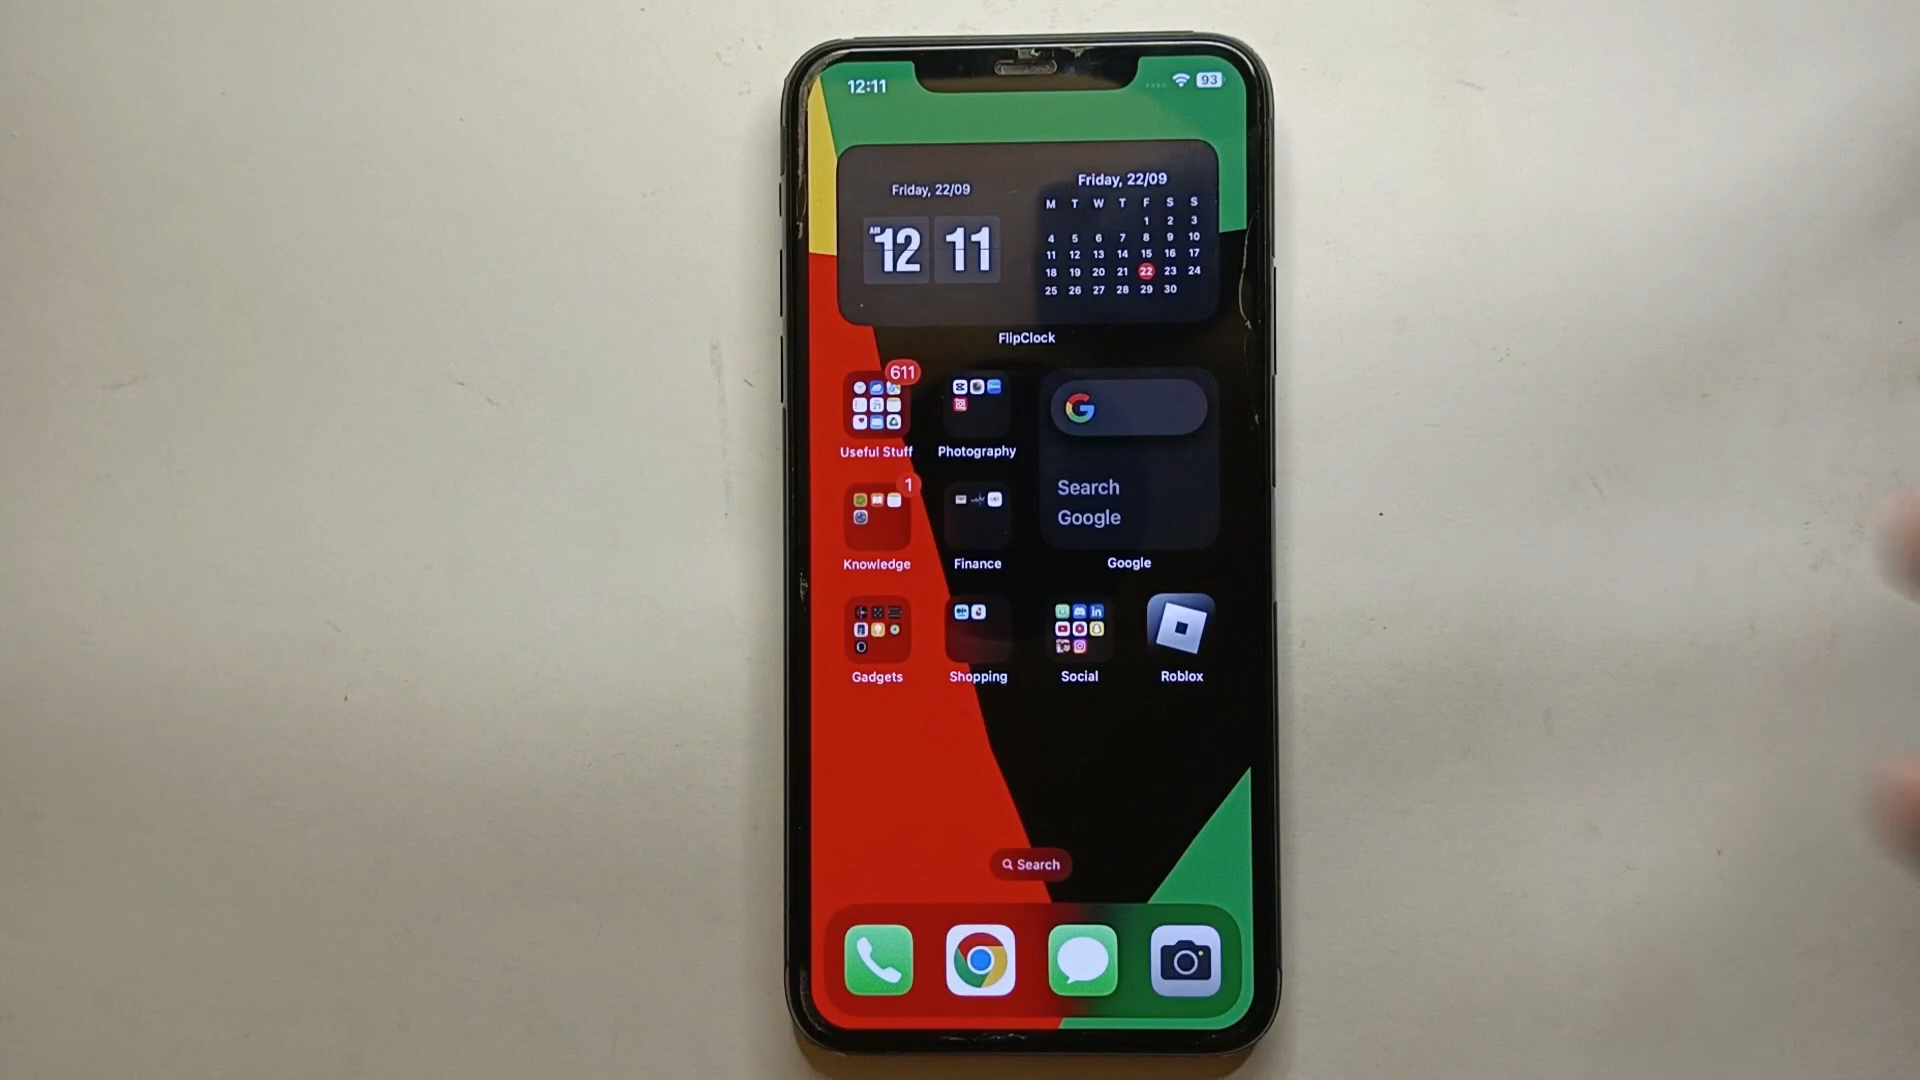 12:11
93
Friday, 22/09
AM
12 11
Friday, 22/09
M T W T F S S
1 2 3
4 5 6 7 8 9 10
11 12 13 14 15 16 17
18 19 20 21 22 23 24
25 26 27 28 29 30
FlipClock
611
Useful Stuff
Photography
Search
Google
1
Knowledge
Finance
Google
Gadgets
Shopping
Social
Roblox
Search